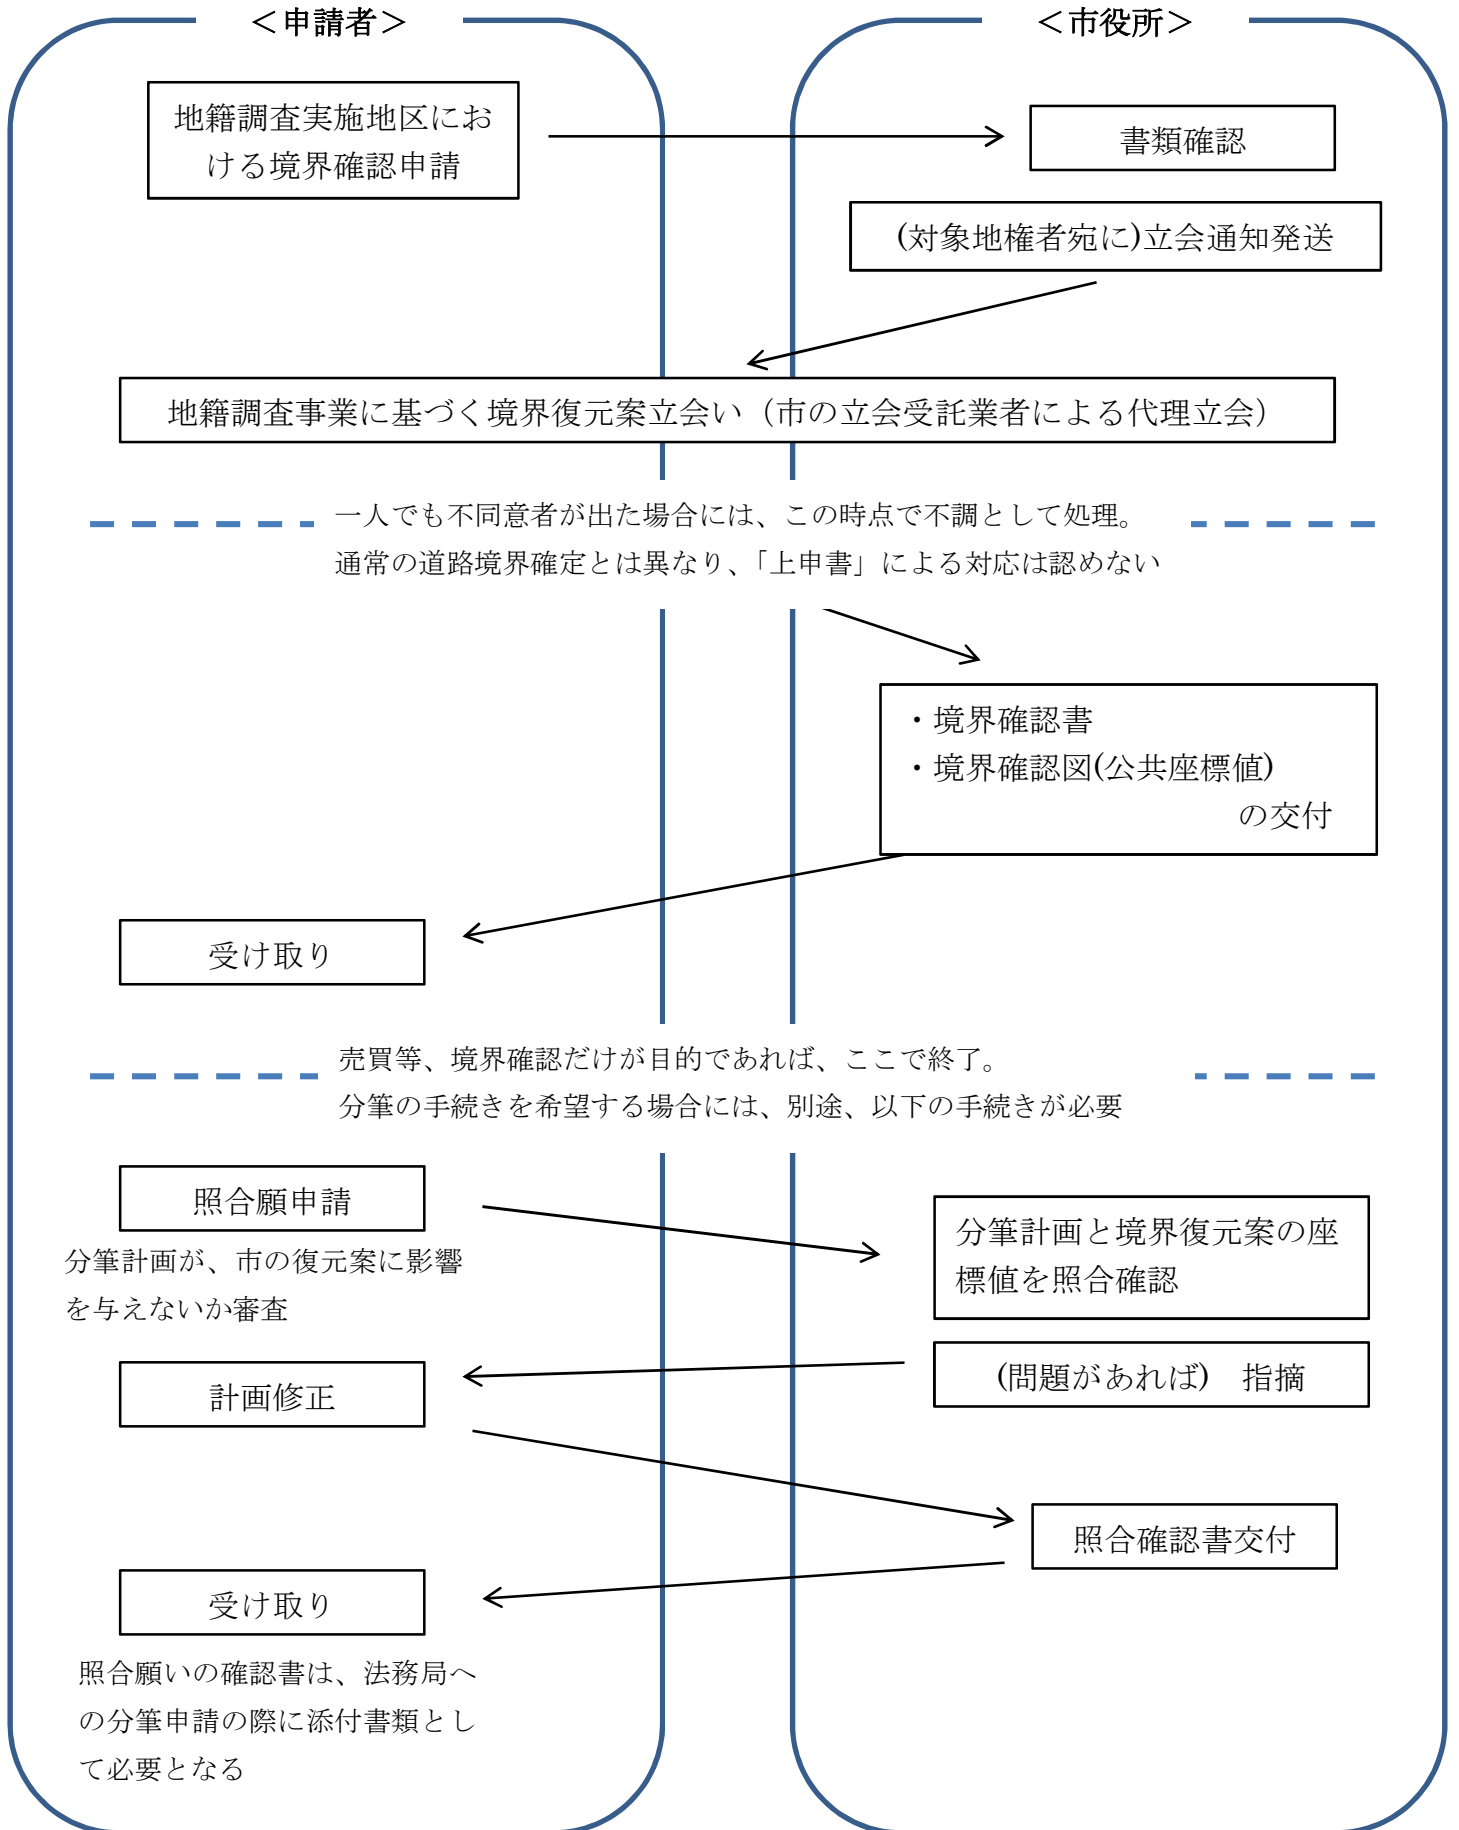 ＜申請者＞
＜市役所＞
地籍調査実施地区にお
ける境界確認申請
書類確認
(対象地権者宛に)立会通知発送
地籍調査事業に基づく境界復元案立会い（市の立会受託業者による代理立会）
一人でも不同意者が出た場合には、この時点で不調として処理。
通常の道路境界確定とは異なり、「上申書」による対応は認めない
・境界確認書
・境界確認図(公共座標値)
の交付
受け取り
売買等、境界確認だけが目的であれば、ここで終了。
分筆の手続きを希望する場合には、別途、以下の手続きが必要
照合願申請
分筆計画が、市の復元案に影響
を与えないか審査
分筆計画と境界復元案の座
標値を照合確認
(問題があれば)　指摘
計画修正
照合確認書交付
受け取り
照合願いの確認書は、法務局へ
の分筆申請の際に添付書類とし
て必要となる